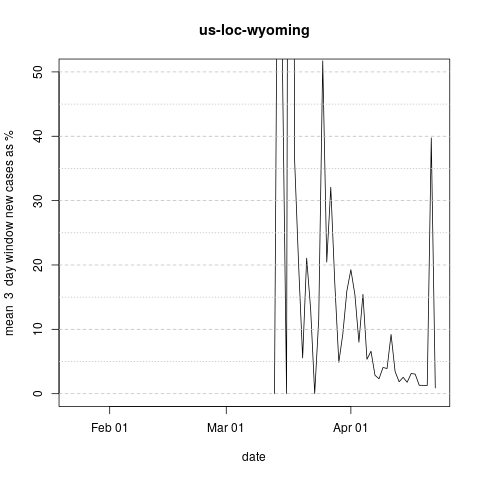 us-loc-wyoming
mean 3 day window new cases as %
50
40
30
20
10
0
Feb 01
Mar 01
Apr 01
date